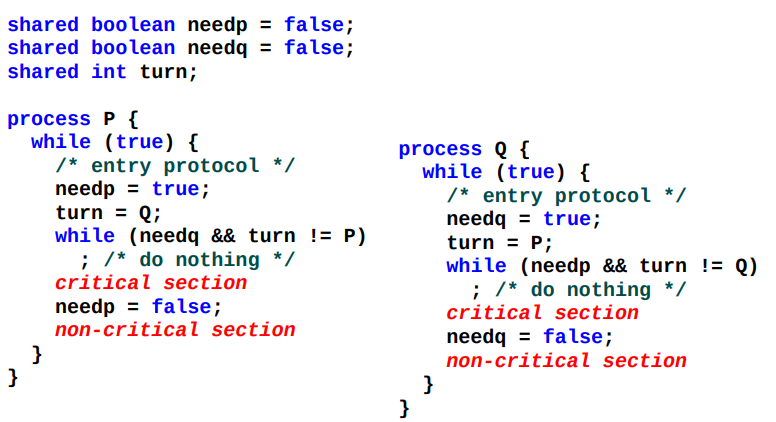 shared boolean needp = false;
shared boolean needq = false;
shared int turn;
process P {
while (true) {
/* entry protocol */
needp = true;
turn = Q;
while (needq && turn != P)
; /* do nothing */
critical section
needp = false;
non-critical section
}
}
process Q {
while (true) {
/* entry protocol */
needq = true;
turn = P;
while (needp && turn != Q)
; /* do nothing */
critical section
needq = false;
non-critical section
}
}